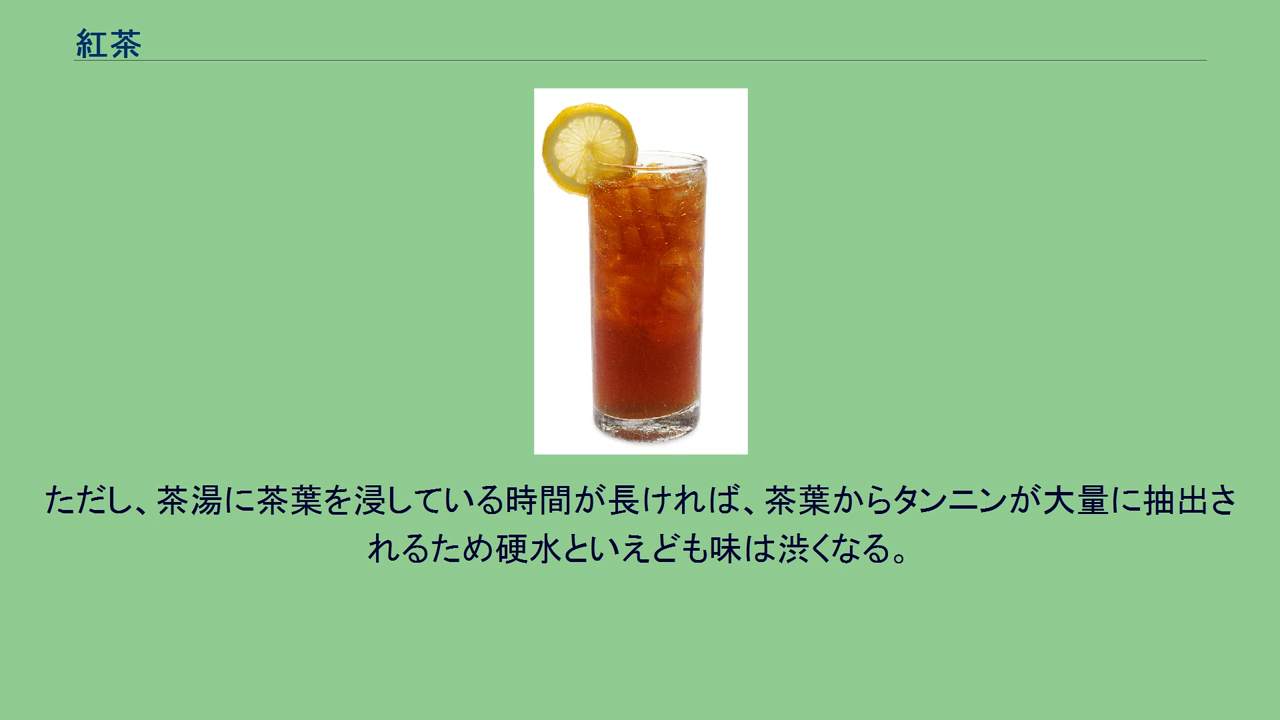 紅茶
ただし、茶湯に茶葉を浸している時間が長ければ、茶葉からタンニンが大量に抽出さ
れるため硬水といえども味は渋くなる。